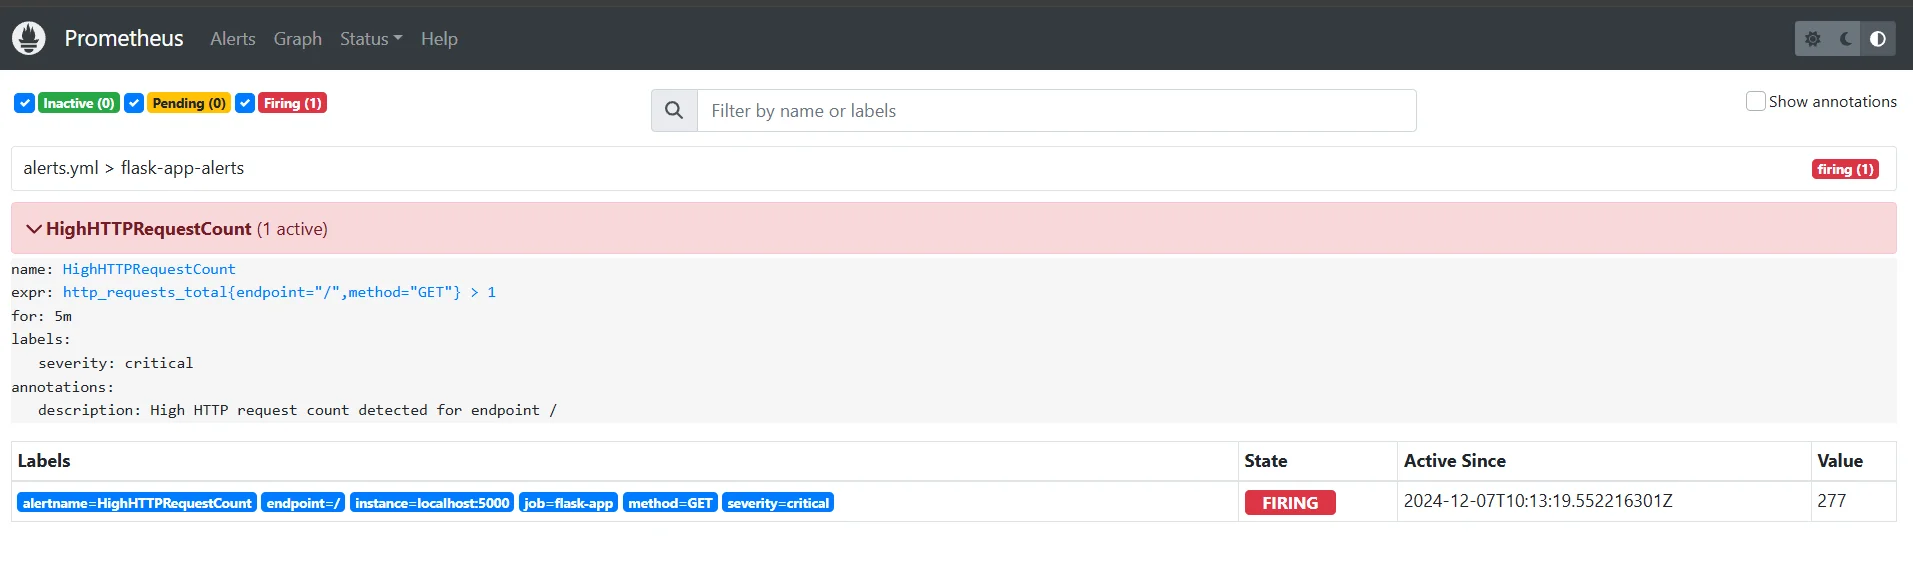 Prometheus Alerts Graph Status Help
Inactive (0) Pending (0) Firing (1)
Filter by name or labels
Show annotations
alerts.yml > flask-app-alerts
firing (1)
HighHTTPRequestCount (1 active)
name: HighHTTPRequestCount
expr: http_requests_total{endpoint="/",method="GET"} > 1
for: 5m
labels:
severity: critical
annotations:
description: High HTTP request count detected for endpoint /
Labels State Active Since Value
alertname=HighHTTPRequestCount endpoint=/ instance=localhost:5000 job=flask-app method=GET severity=critical FIRING 2024-12-07T10:13:19.552216301Z 277